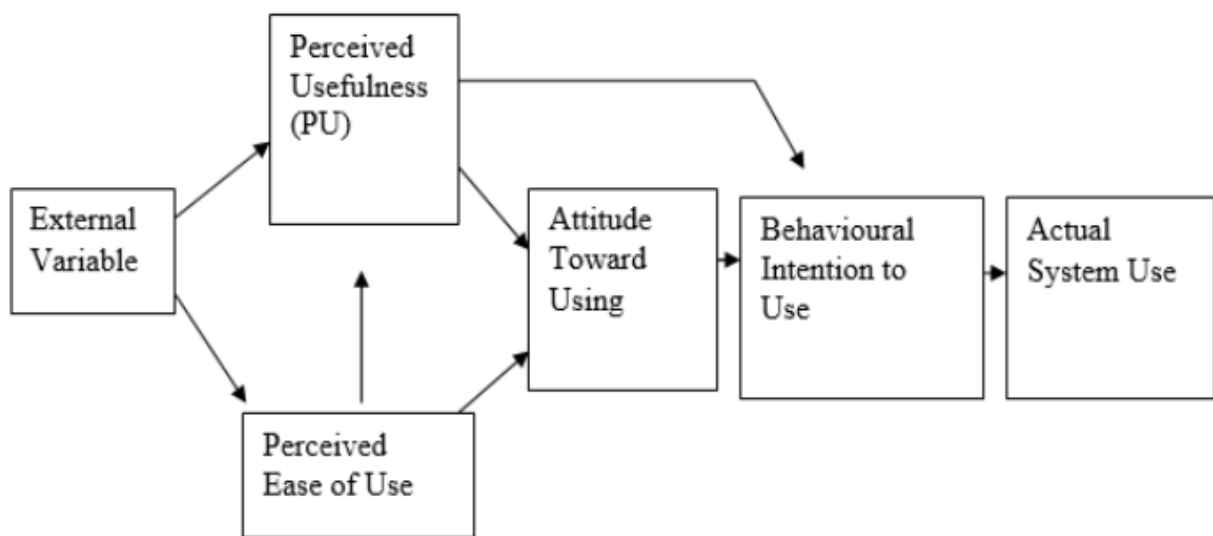 Perceived
Usefulness
(PU)
External
Variable
Attitude
Toward
Using
Behavioural
Intention to
Use
Actual
System Use
Perceived
Ease of Use